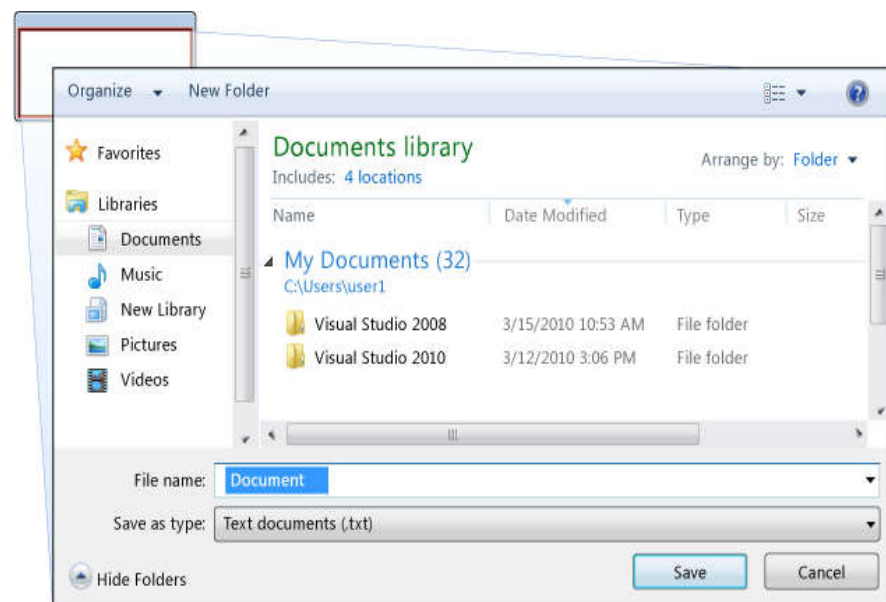 Organize New Folder
Favorites
Libraries
Documents
Music
New Library
Pictures
Videos
Documents library
Includes: 4 locations
Arrange by: Folder
Name Date Modified Type Size
My Documents (32)
C:\Users\user1
Visual Studio 2008 3/15/2010 10:53 AM File folder
Visual Studio 2010 3/12/2010 3:06 PM File folder
File name: Document
Save as type: Text documents (.txt)
Hide Folders Save Cancel